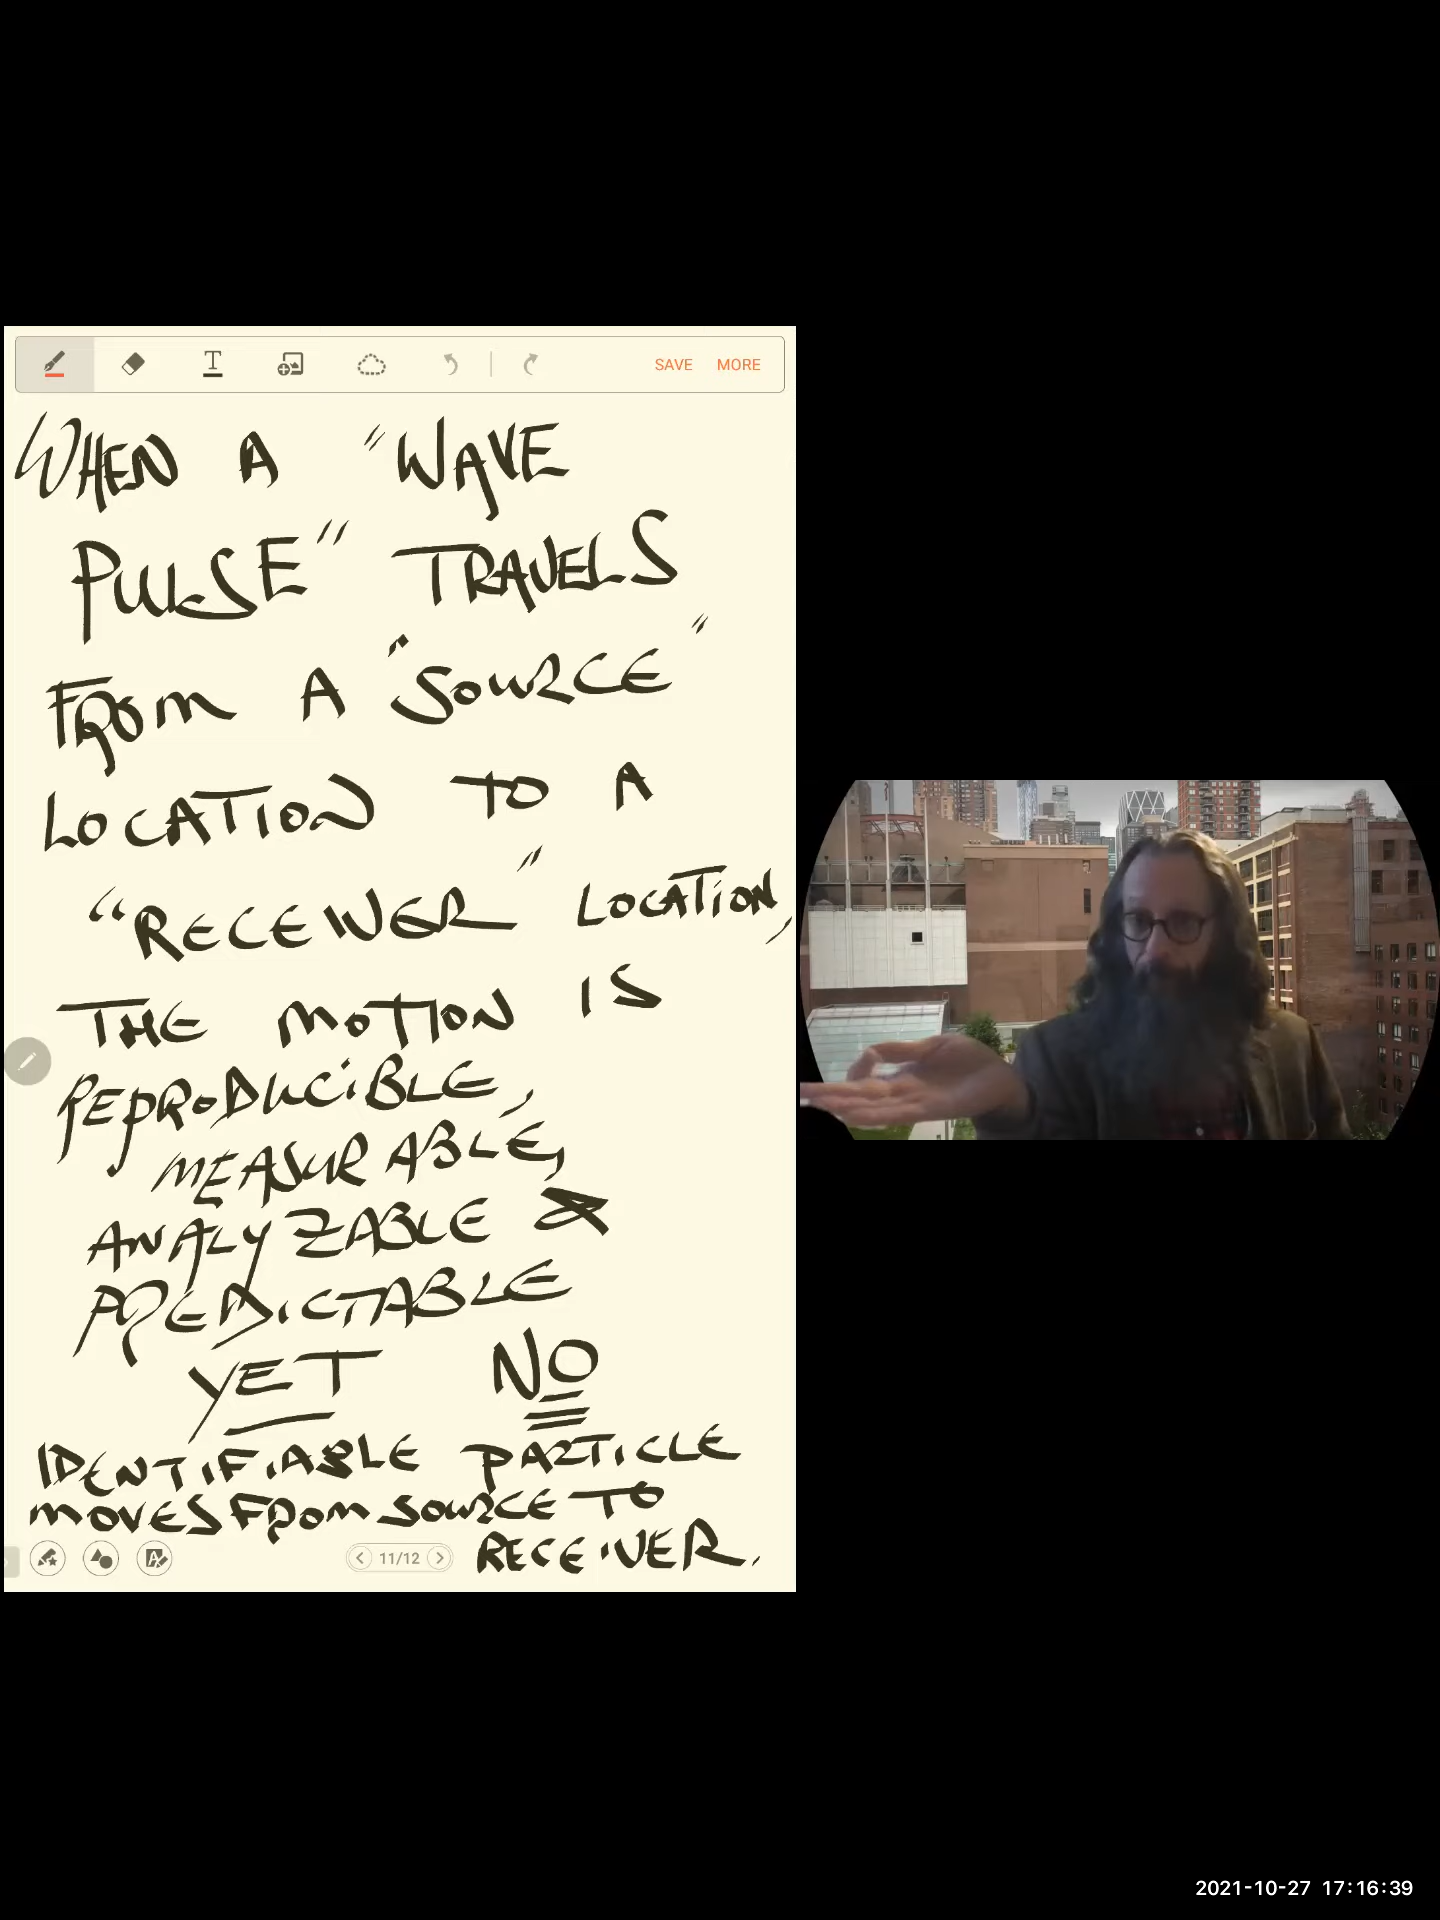 SAVE MORE
WHEN A "WAVE
PULSE" TRAVELS
FROM A "SOURCE"
LOCATION TO A
"RECEIVER" LOCATION,
THE MOTION IS
REPRODUCIBLE,
MEASURABLE,
ANALYZABLE &
PREDICTABLE
YET NO
IDENTIFIABLE PARTICLE
MOVES FROM SOURCE TO
RECEIVER.
11/12
2021-10-27 17:16:39